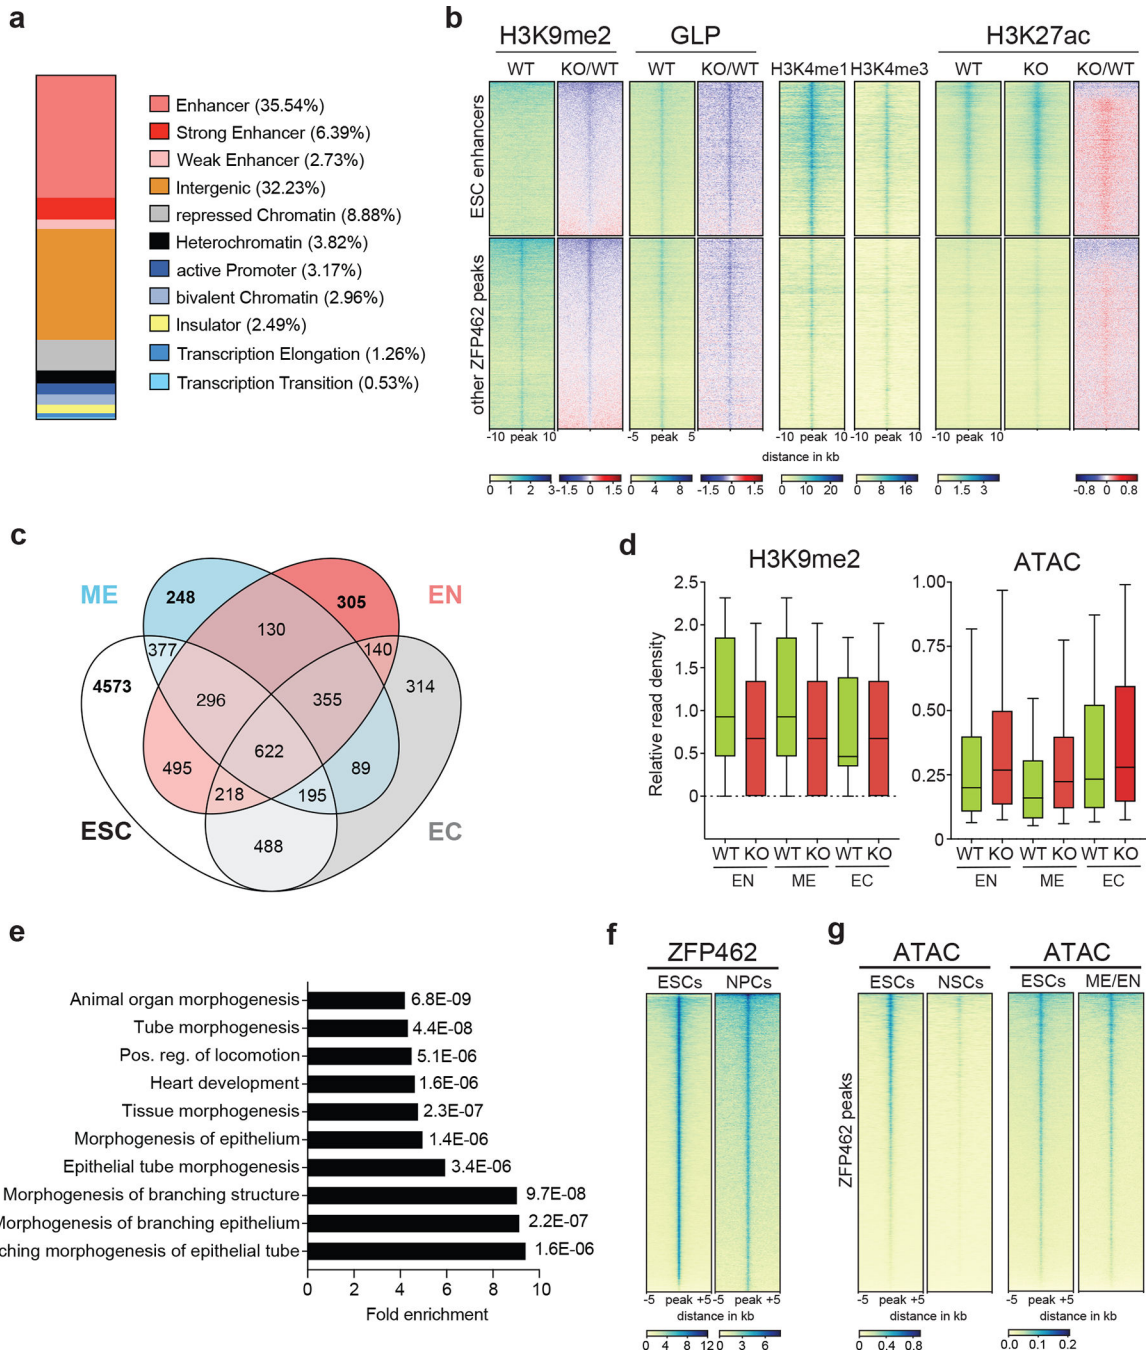 a
Enhancer (35.54%)
Strong Enhancer (6.39%)
Weak Enhancer (2.73%)
Intergenic (32.23%)
repressed Chromatin (8.88%)
Heterochromatin (3.82%)
active Promoter (3.17%)
bivalent Chromatin (2.96%)
Insulator (2.49%)
Transcription Elongation (1.26%)
Transcription Transition (0.53%)
b
H3K9me2 GLP H3K27ac
WT KO/WT WT KO/WT H3K4me1 H3K4me3 WT KO KO/WT
ESC enhancers
other ZFP462 peaks
-10 peak 10 -5 peak 5 -10 peak 10 -10 peak 10 -10 peak 10
distance in kb
0 1 2 3 -1.5 0 1.5 0 4 8 -1.5 0 1.5 0 10 20 0 8 16 0 1.5 3 -0.8 0 0.8
c
ME EN
ESC EC
248 305
130
377 140
4573 296 355 314
622
495 89
218 195
488
d
H3K9me2
Relative read density
2.5
2.0
1.5
1.0
0.5
0
WT KO WT KO WT KO
EN ME EC
ATAC
1.00
0.75
0.50
0.25
0
WT KO WT KO WT KO
EN ME EC
e
Animal organ morphogenesis 6.8E-09
Tube morphogenesis 4.4E-08
Pos. reg. of locomotion 5.1E-06
Heart development 1.6E-06
Tissue morphogenesis 2.3E-07
Morphogenesis of epithelium 1.4E-06
Epithelial tube morphogenesis 3.4E-06
Morphogenesis of branching structure 9.7E-08
Morphogenesis of branching epithelium 2.2E-07
ching morphogenesis of epithelial tube 1.6E-06
0 2 4 6 8 10
Fold enrichment
f
ZFP462
ESCs NPCs
-5 peak +5 -5 peak +5
distance in kb
0 4 8 12 0 3 6
g
ATAC ATAC
ESCs NSCs ESCs ME/EN
ZFP462 peaks
-5 peak +5 -5 peak +5
distance in kb distance in kb
0 0.4 0.8 0.0 0.1 0.2